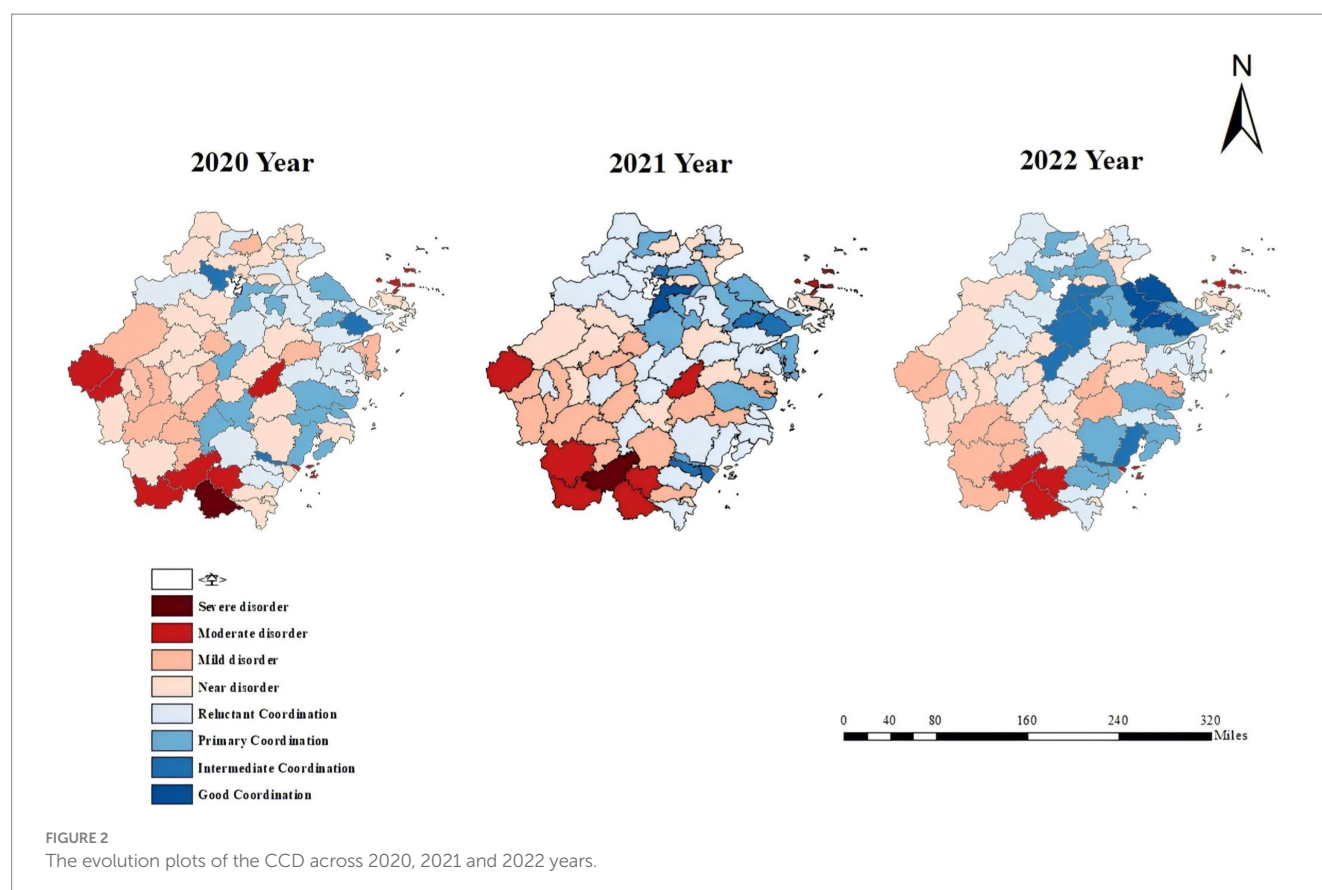 N
2020 Year
2021 Year
2022 Year
<空>
Severe disorder
Moderate disorder
Mild disorder
Near disorder
Reluctant Coordination
Primary Coordination
Intermediate Coordination
Good Coordination
0 40 80 160 240 320
Miles
FIGURE 2
The evolution plots of the CCD across 2020, 2021 and 2022 years.